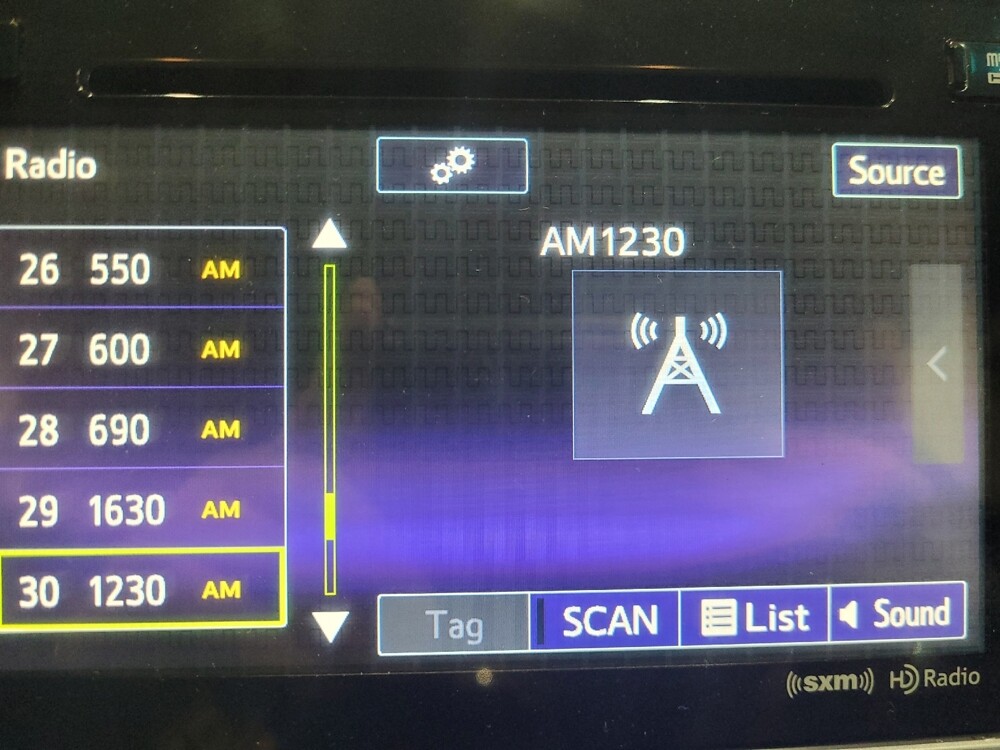 Radio
Source
AM1230
26 550 AM
27 600 AM
28 690 AM
29 1630 AM
30 1230 AM
Tag
SCAN
List
Sound
((sxm))
HD Radio